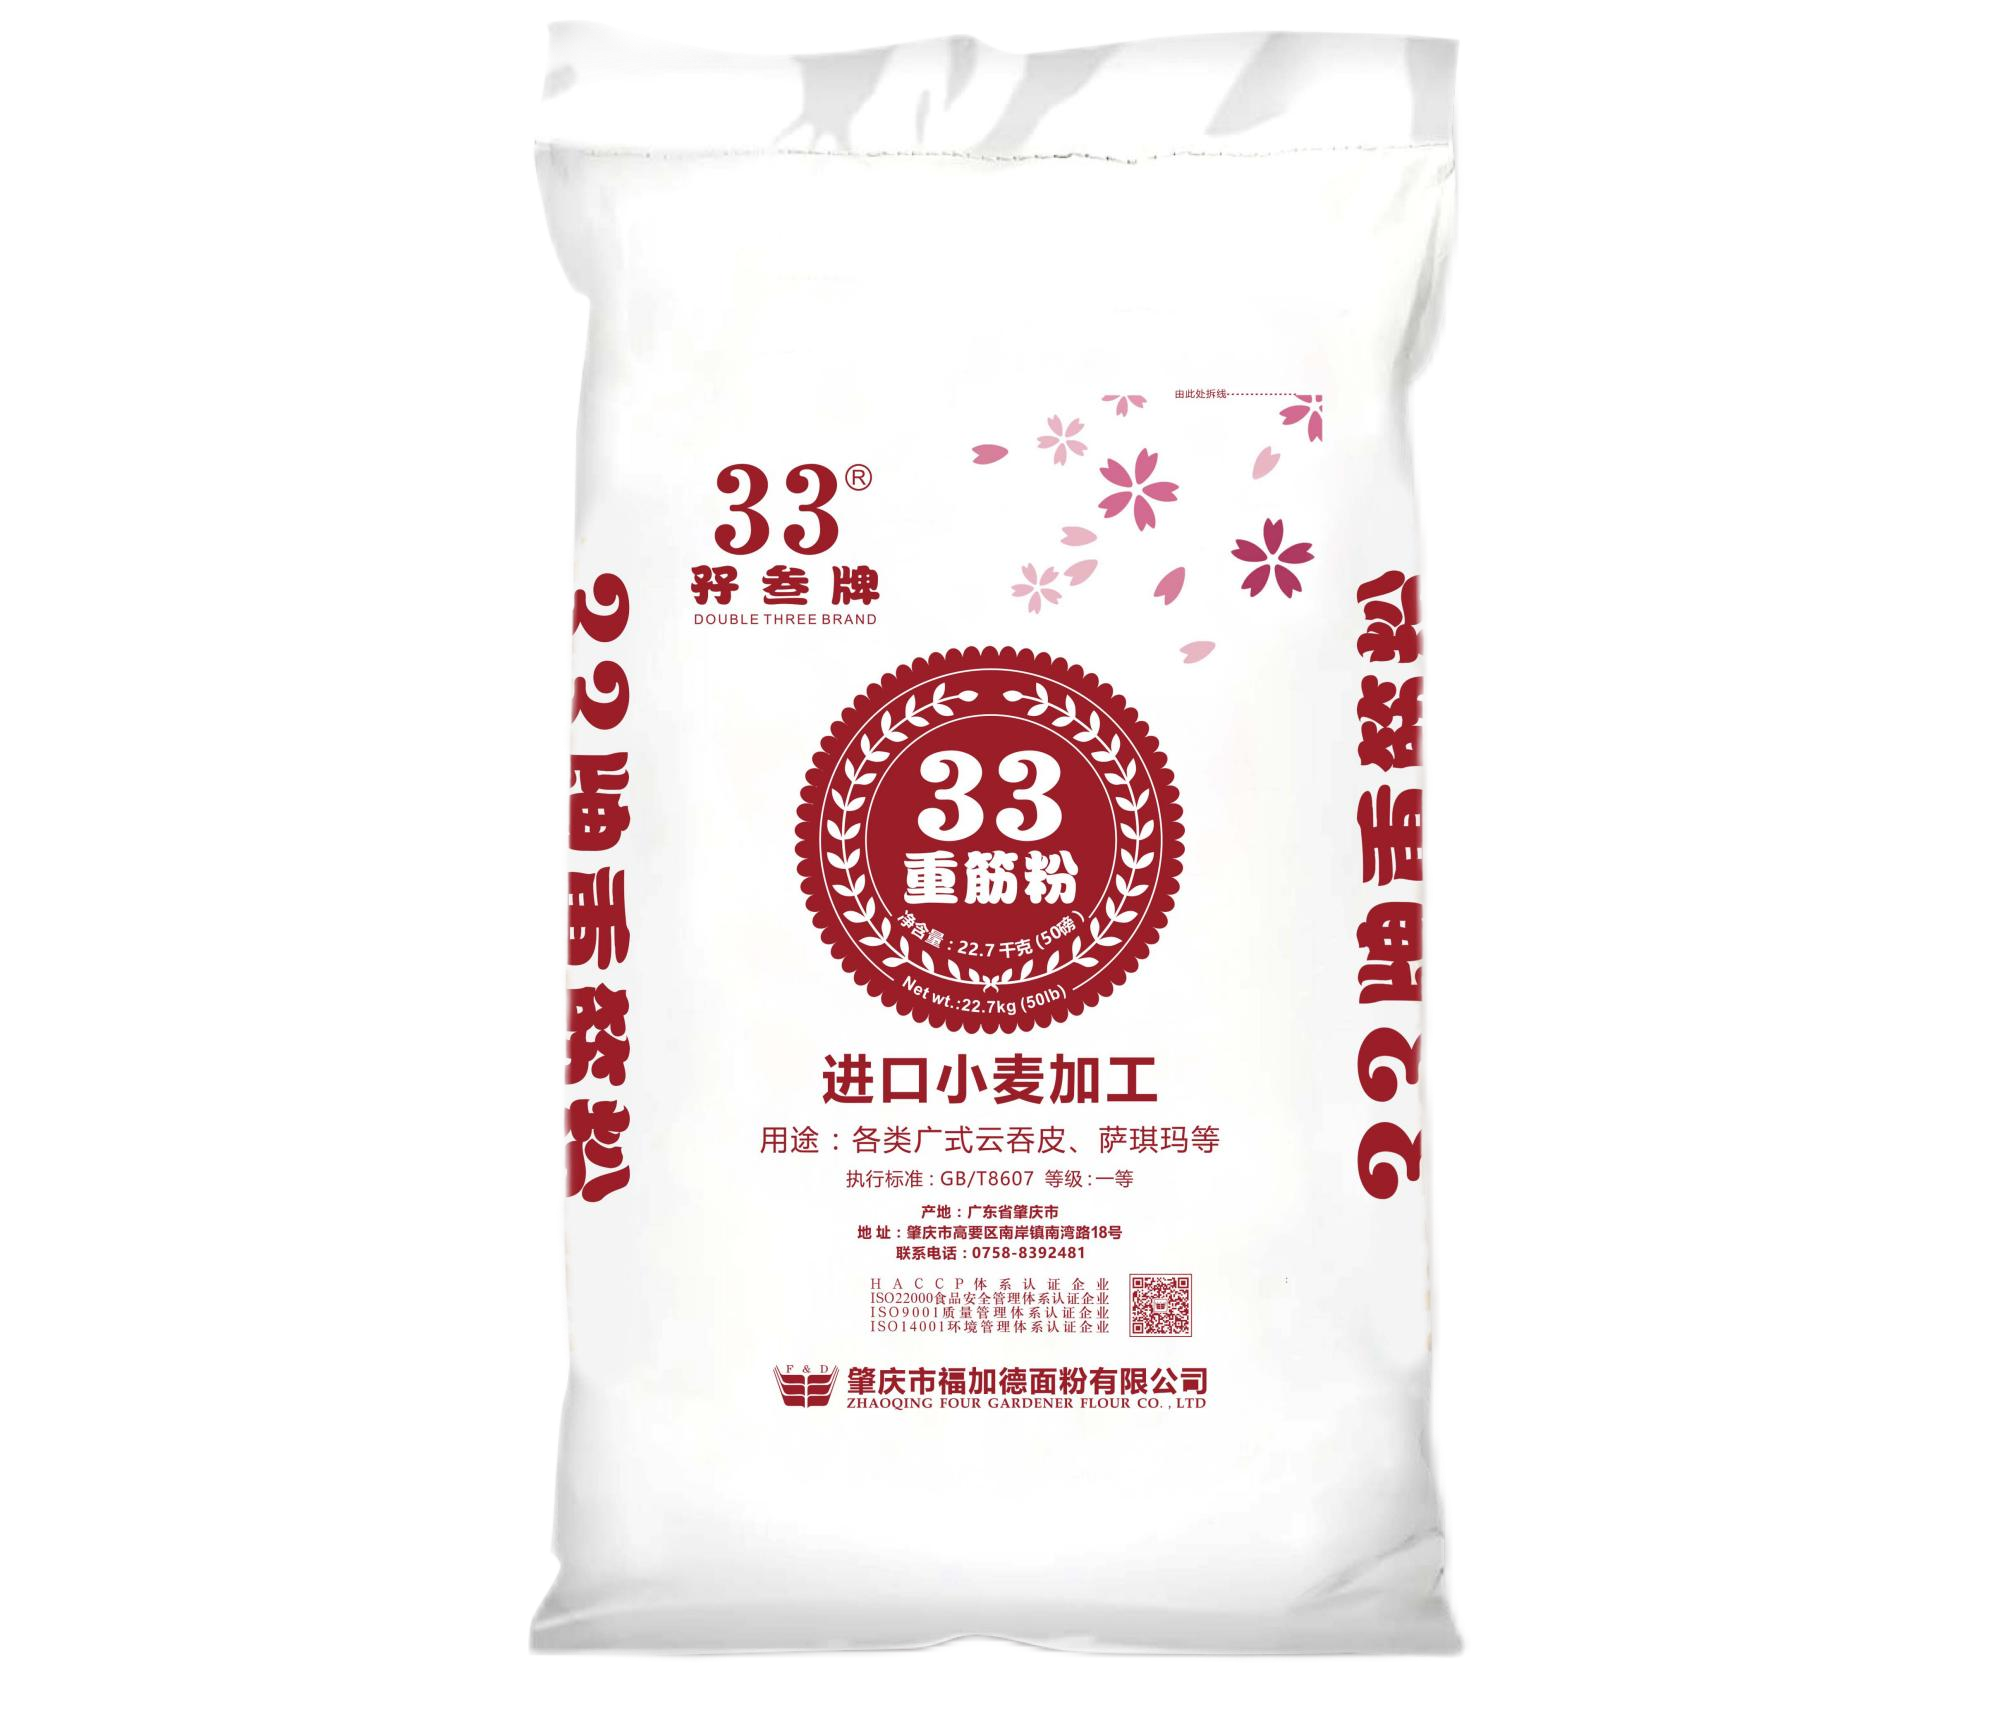 由此处拆线
33®
孖叁牌
DOUBLE THREE BRAND
33
重筋粉
净含量：22.7千克(50磅)
Net wt.:22.7kg (50lb)
进口小麦加工
用途：各类广式云吞皮、萨琪玛等
执行标准：GB/T8607 等级：一等
产地：广东省肇庆市
地址：肇庆市高要区南岸镇南湾路18号
联系电话：0758-8392481
HACCP体系认证企业
ISO22000食品安全管理体系认证企业
ISO9001质量管理体系认证企业
ISO14001环境管理体系认证企业
F & D
肇庆市福加德面粉有限公司
ZHAOQING FOUR GARDENER FLOUR CO., LTD
33牌重筋粉
33牌重筋粉